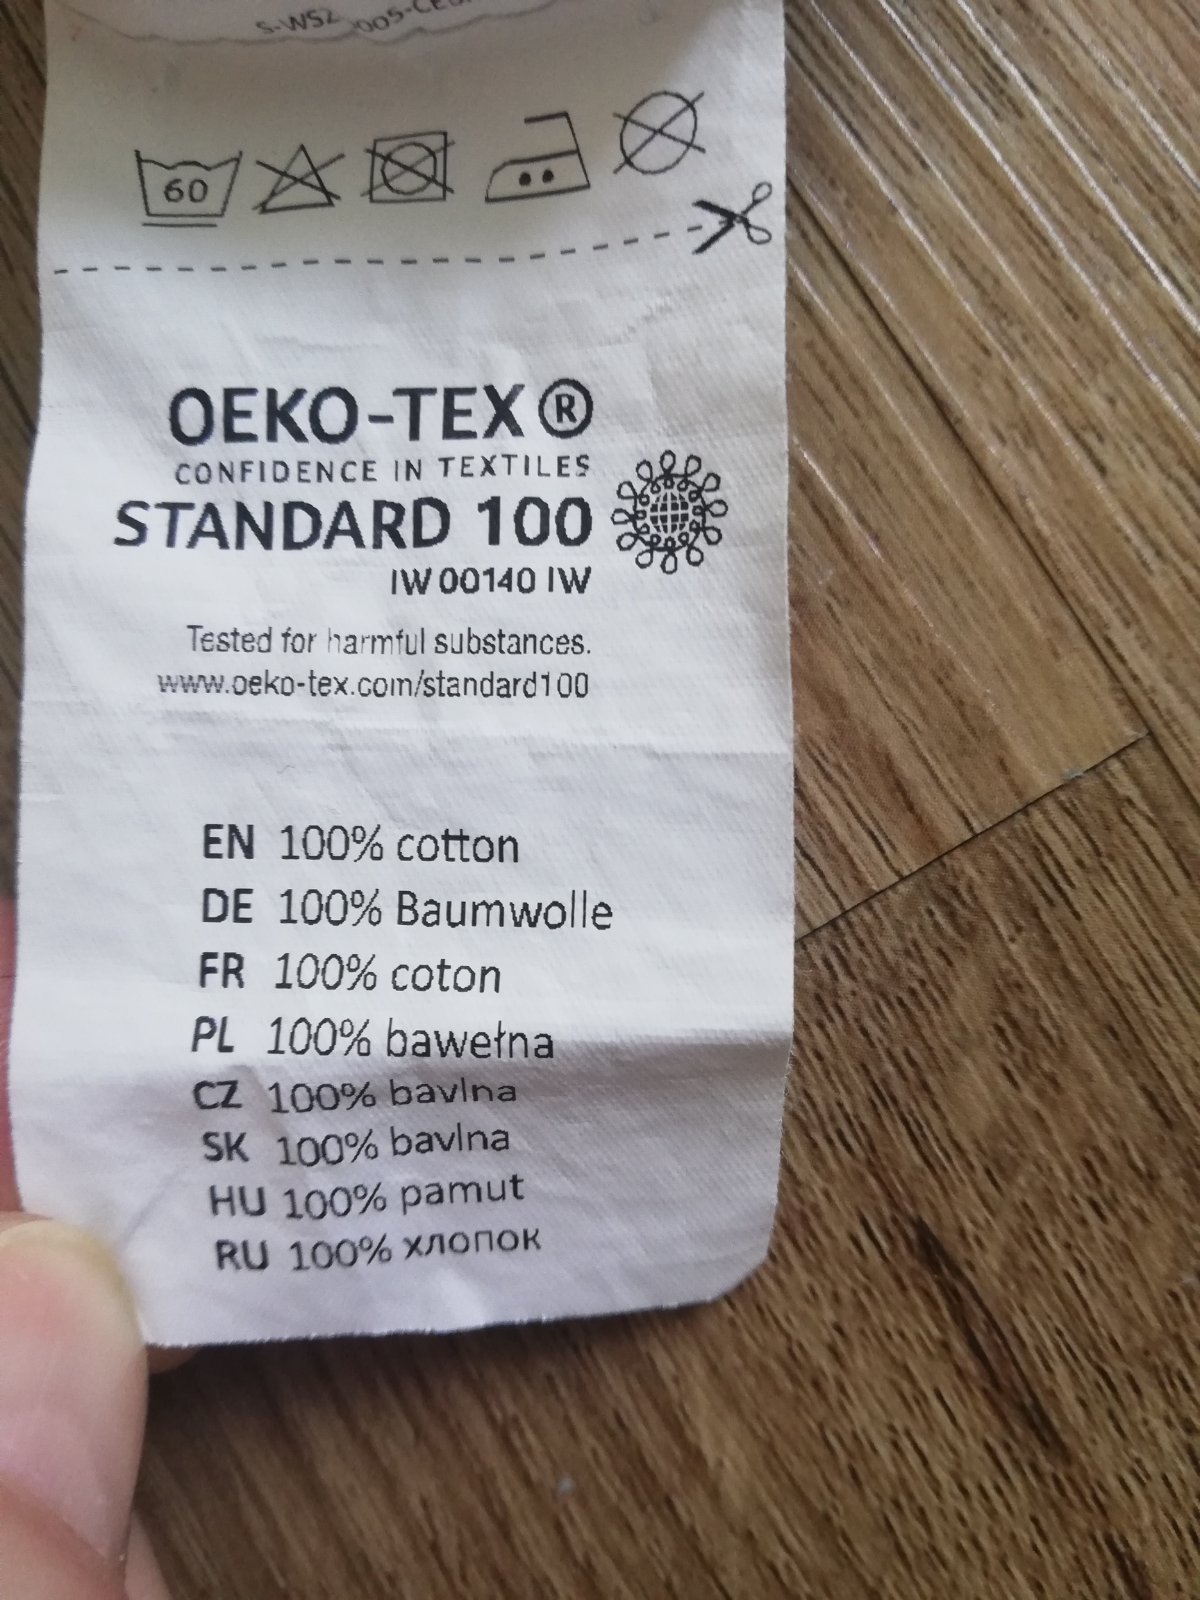 60
OEKO-TEX®
CONFIDENCE IN TEXTILES
STANDARD 100
IW 00140 IW
Tested for harmful substances.
www.oeko-tex.com/standard100
EN 100% cotton
DE 100% Baumwolle
FR 100% coton
PL 100% bawełna
CZ 100% bavlna
SK 100% bavlna
HU 100% pamut
RU 100% хлопок